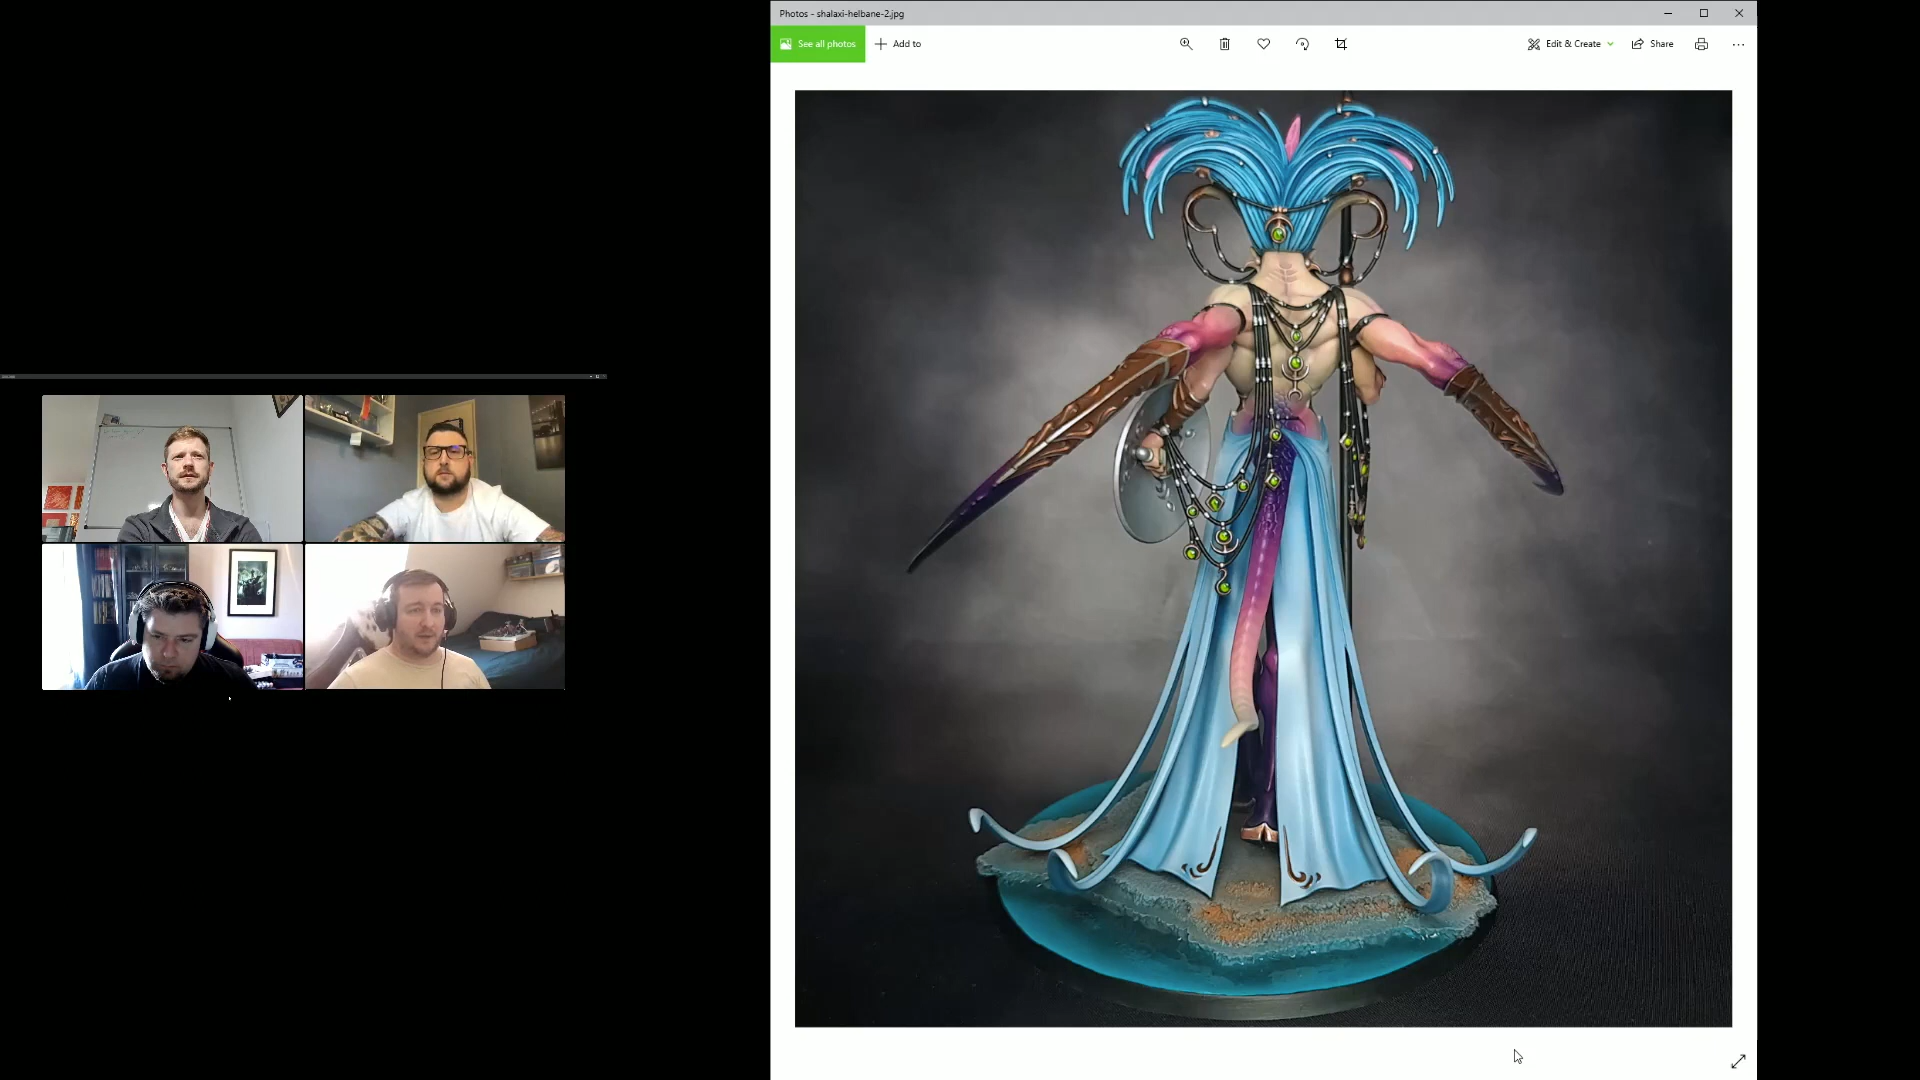 Photos - shalaxi-helbane-2.jpg
See all photos
Add to
Edit & Create
Share